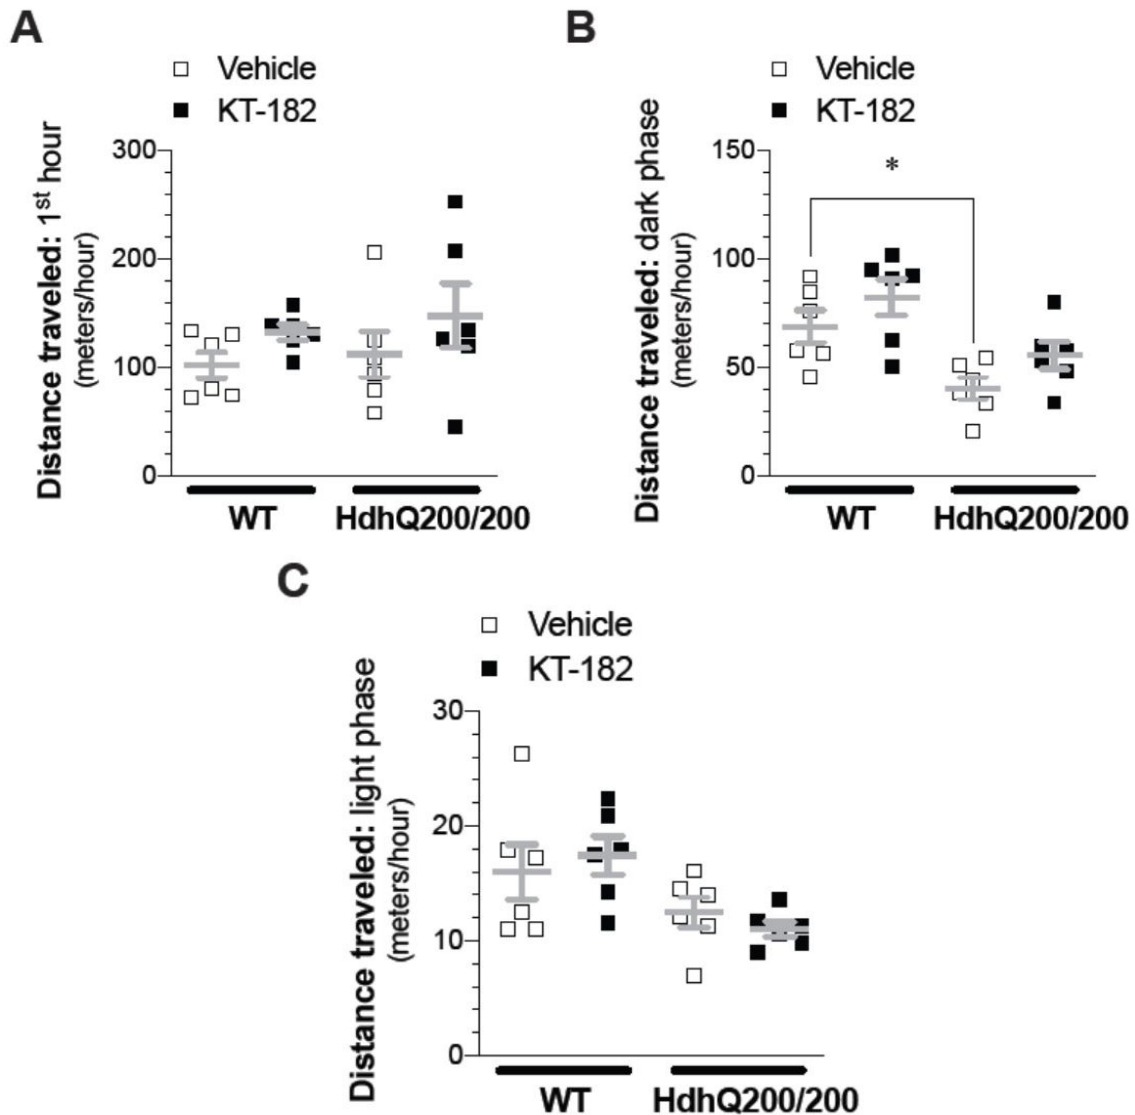 A
Vehicle
KT-182
Distance traveled: 1st hour
(meters/hour)
300
200
100
0
WT
HdhQ200/200
B
Vehicle
KT-182
Distance traveled: dark phase
(meters/hour)
150
100
50
0
*
WT
HdhQ200/200
C
Vehicle
KT-182
Distance traveled: light phase
(meters/hour)
30
20
10
0
WT
HdhQ200/200